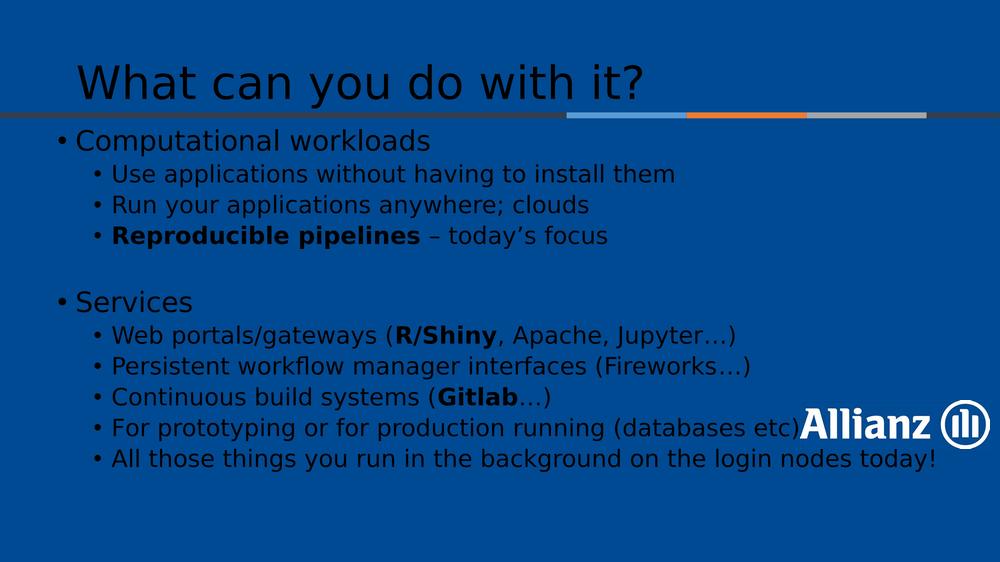 What can you do with it?
• Computational workloads
• Use applications without having to install them
• Run your applications anywhere; clouds
• Reproducible pipelines – today’s focus
• Services
• Web portals/gateways (R/Shiny, Apache, Jupyter…)
• Persistent workflow manager interfaces (Fireworks…)
• Continuous build systems (Gitlab…)
• For prototyping or for production running (databases etc)
Allianz
• All those things you run in the background on the login nodes today!